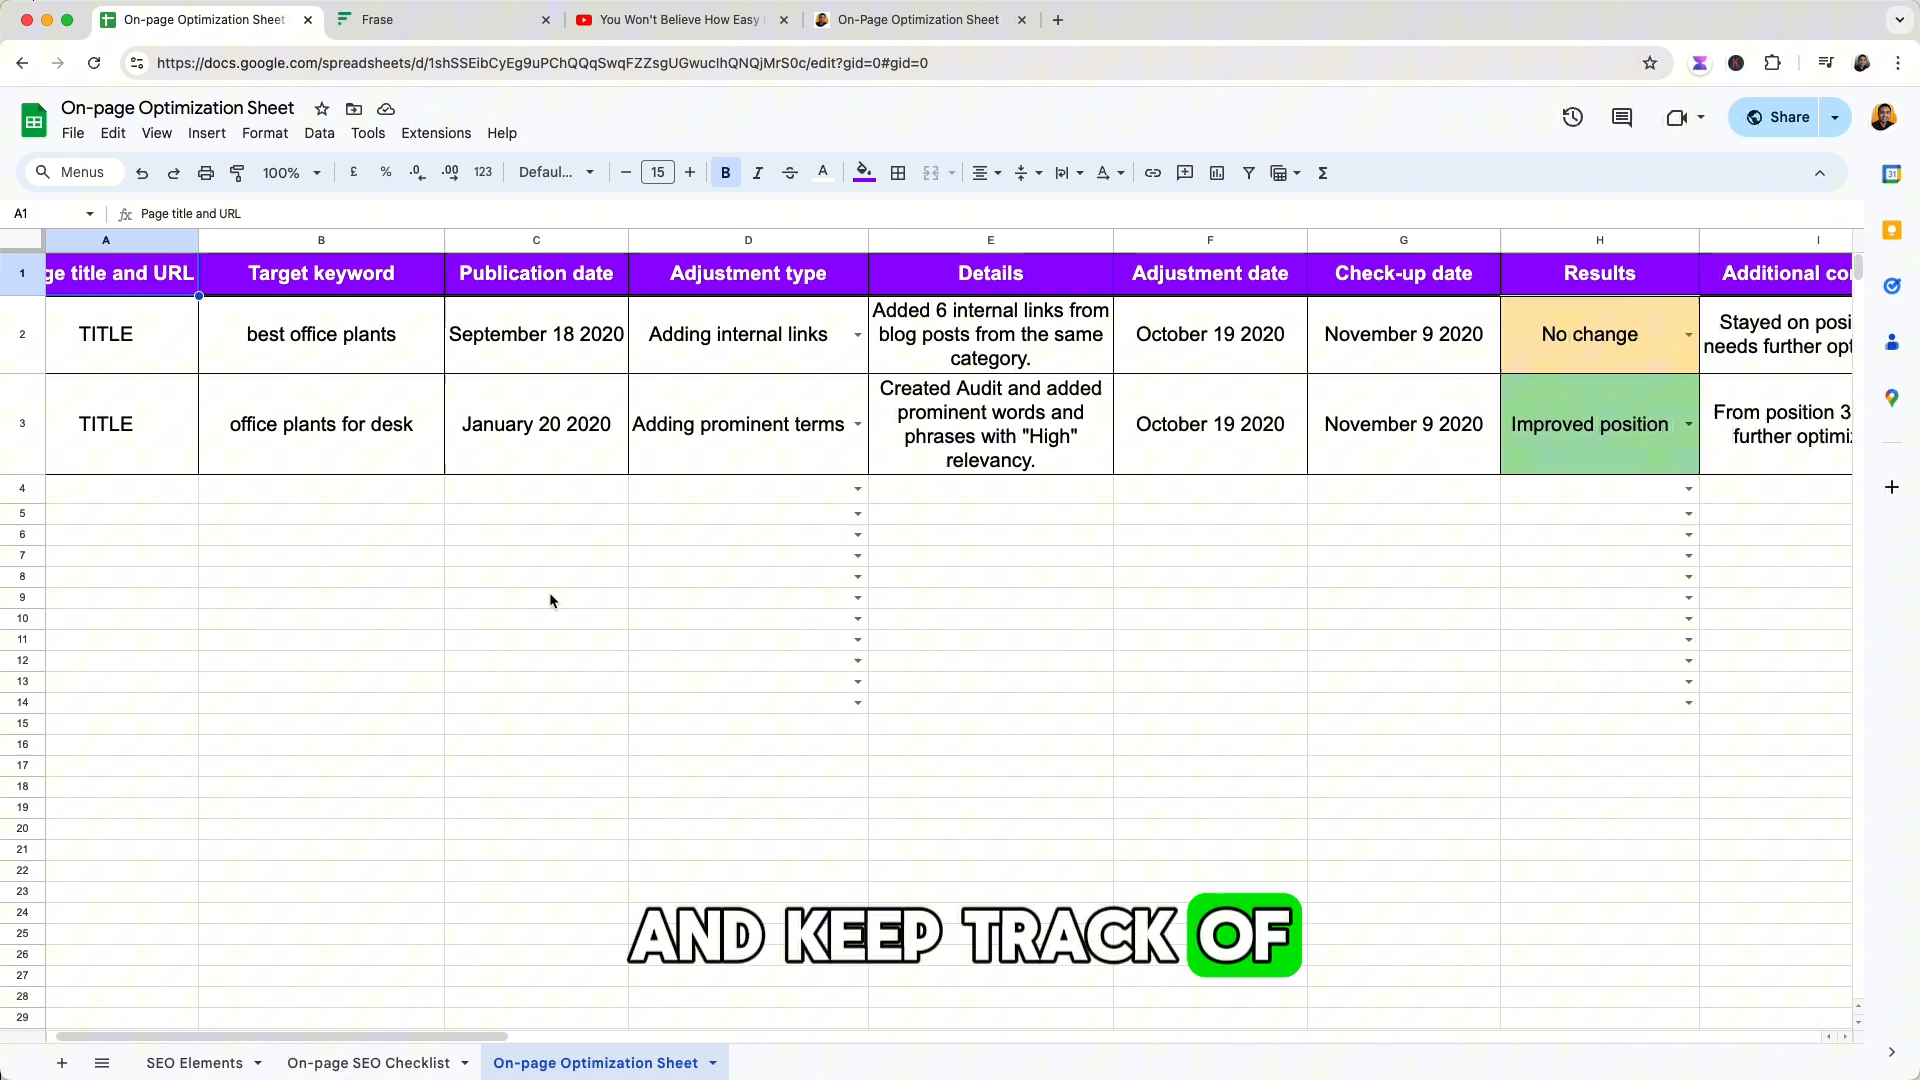 On-page Optimization Sheet
Frase
You Won't Believe How Easy
On-Page Optimization Sheet
https://docs.google.com/spreadsheets/d/1shSSEibCyEg9uPChQQqSwqFZZsgUGwuclhQNQjMrS0c/edit?gid=0#gid=0
On-page Optimization Sheet
File Edit View Insert Format Data Tools Extensions Help
Share
Menus
100%
£ % .0 .00 123
Defaul...
15
B I A
31
A1
fx Page title and URL
A B C D E F G H I
1 ge title and URL Target keyword Publication date Adjustment type Details Adjustment date Check-up date Results Additional co
2 TITLE best office plants September 18 2020 Adding internal links
Added 6 internal links from
blog posts from the same
category.
October 19 2020 November 9 2020 No change
Stayed on posi
needs further opt
3 TITLE office plants for desk January 20 2020 Adding prominent terms
Created Audit and added
prominent words and
phrases with "High"
relevancy.
October 19 2020 November 9 2020 Improved position
From position 3
further optimi
4
5
6
7
8
9
10
11
12
13
14
15
16
17
18
19
20
21
22
23
24
25
26
27
28
29
AND KEEP TRACK OF
SEO Elements On-page SEO Checklist On-page Optimization Sheet